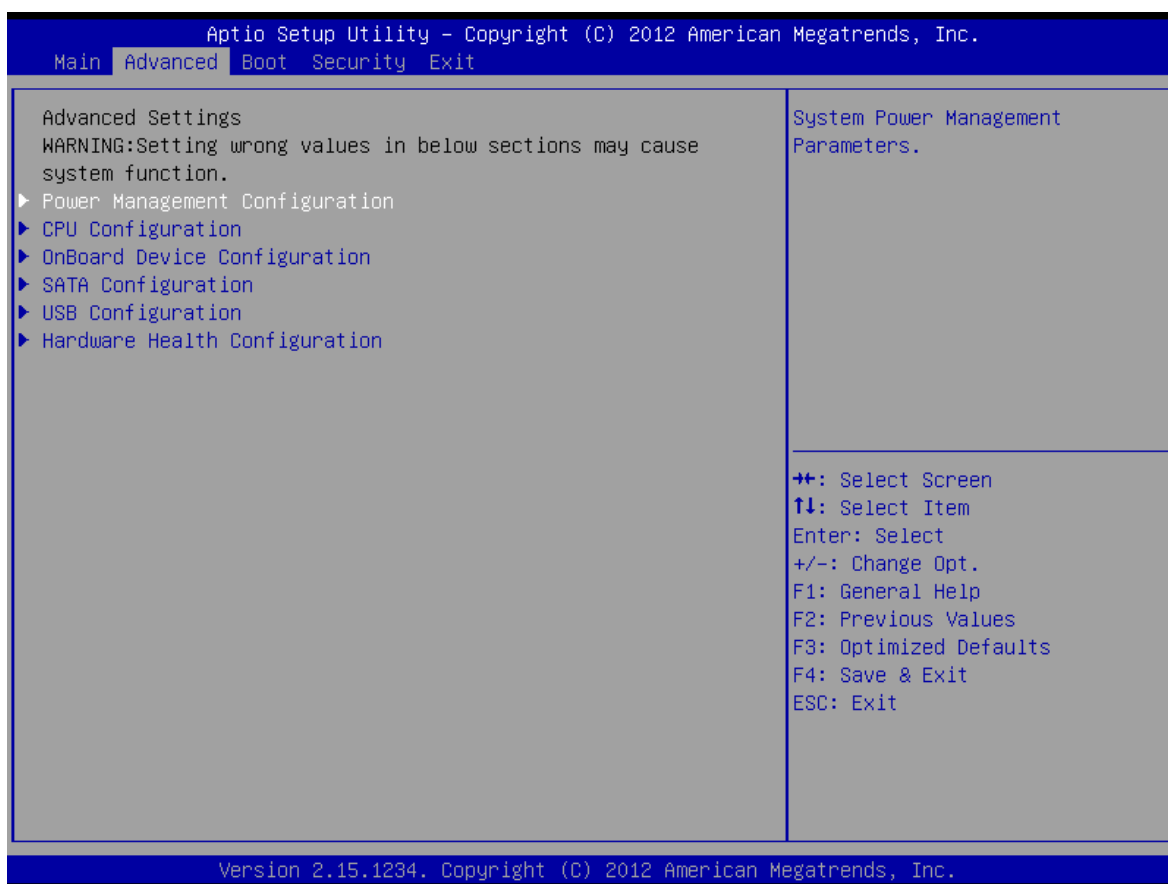 Aptio Setup Utility – Copyright (C) 2012 American Megatrends, Inc.
Main Advanced Boot Security Exit
Advanced Settings
WARNING:Setting wrong values in below sections may cause
system function.
▶ Power Management Configuration
▶ CPU Configuration
▶ OnBoard Device Configuration
▶ SATA Configuration
▶ USB Configuration
▶ Hardware Health Configuration
System Power Management
Parameters.
→←: Select Screen
↑↓: Select Item
Enter: Select
+/-: Change Opt.
F1: General Help
F2: Previous Values
F3: Optimized Defaults
F4: Save & Exit
ESC: Exit
Version 2.15.1234. Copyright (C) 2012 American Megatrends, Inc.